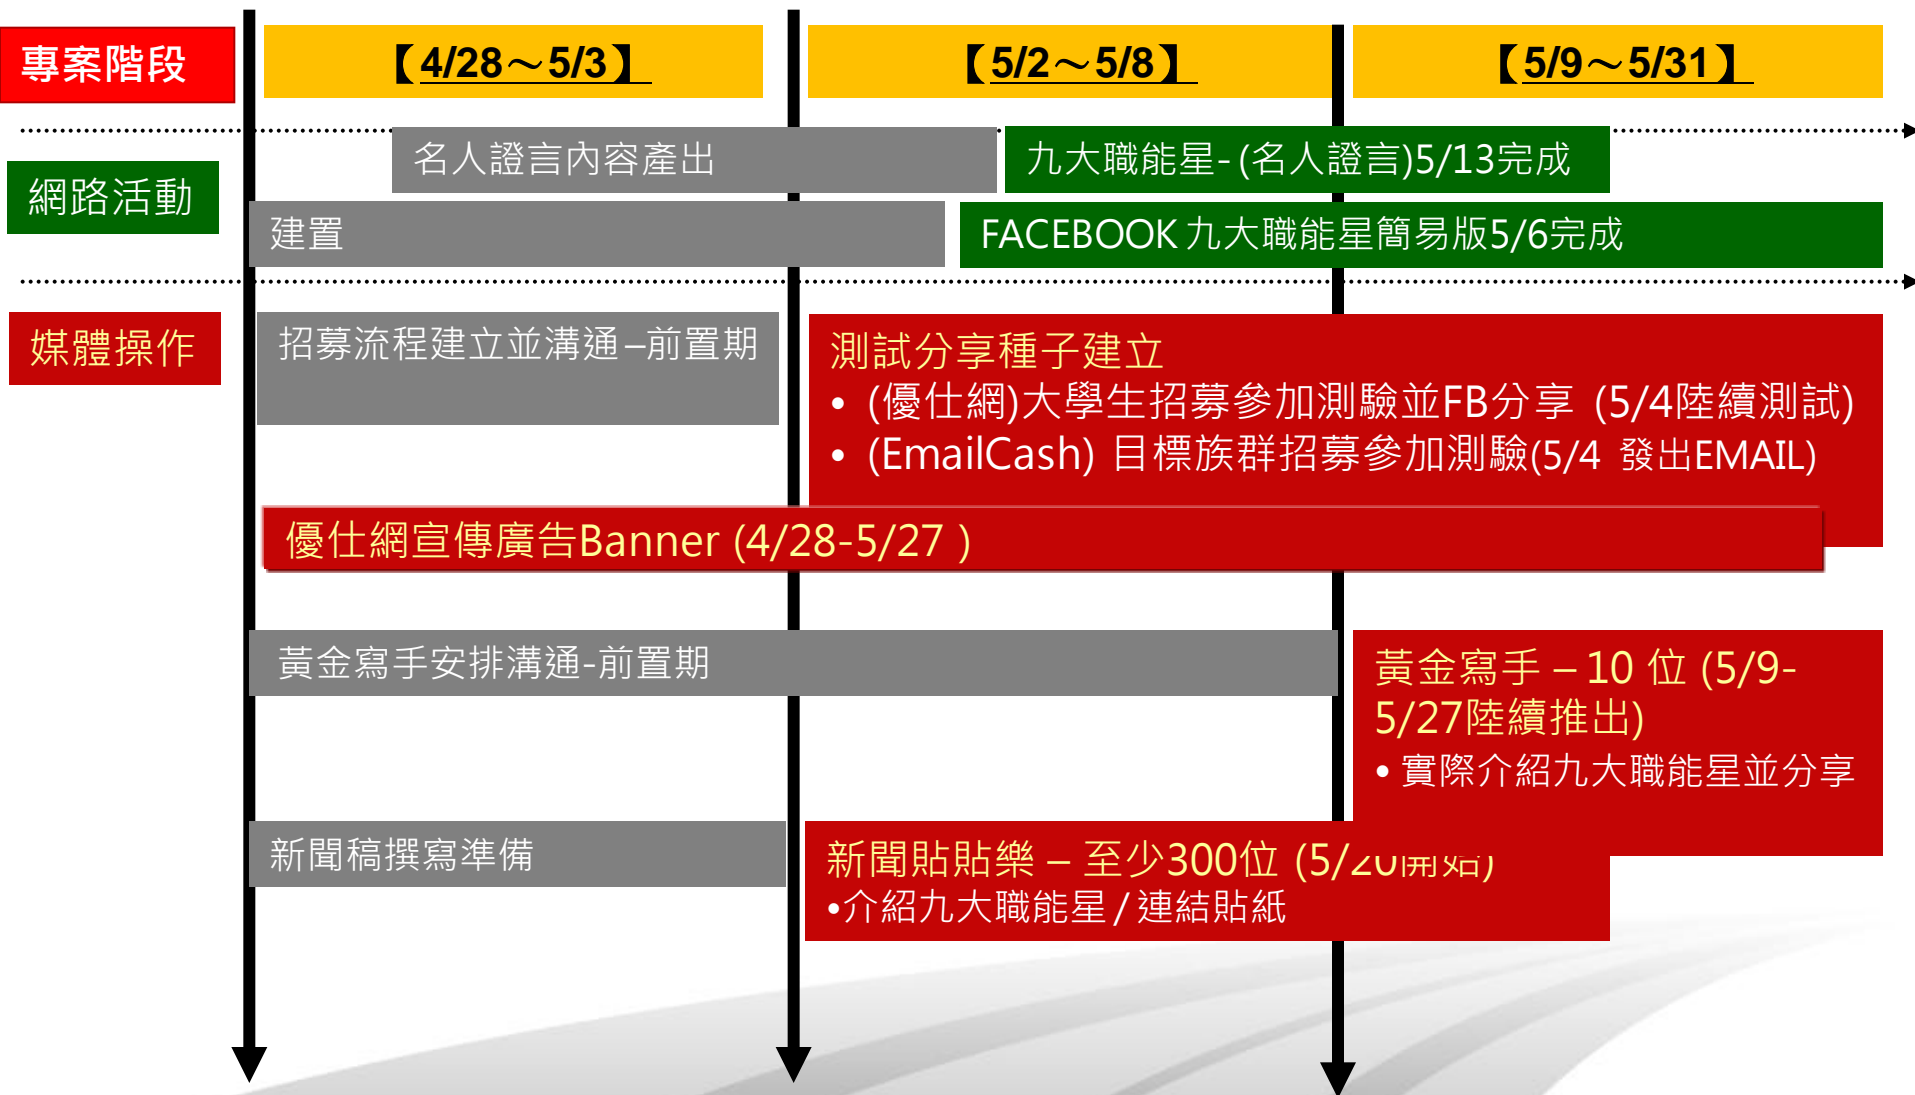 專案階段
【4/28～5/3】
【5/2～5/8】
【5/9～5/31】
網路活動
名人證言內容產出
九大職能星-(名人證言)5/13完成
建置
FACEBOOK 九大職能星簡易版5/6完成
媒體操作
招募流程建立並溝通–前置期
測試分享種子建立
• (優仕網)大學生招募參加測驗並FB分享 (5/4陸續測試)
• (EmailCash) 目標族群招募參加測驗(5/4 發出EMAIL)
優仕網宣傳廣告Banner (4/28-5/27 )
黃金寫手安排溝通-前置期
黃金寫手 – 10 位 (5/9-
5/27陸續推出)
• 實際介紹九大職能星並分享
新聞稿撰寫準備
新聞貼貼樂 – 至少300位 (5/20開始)
•介紹九大職能星 / 連結貼紙